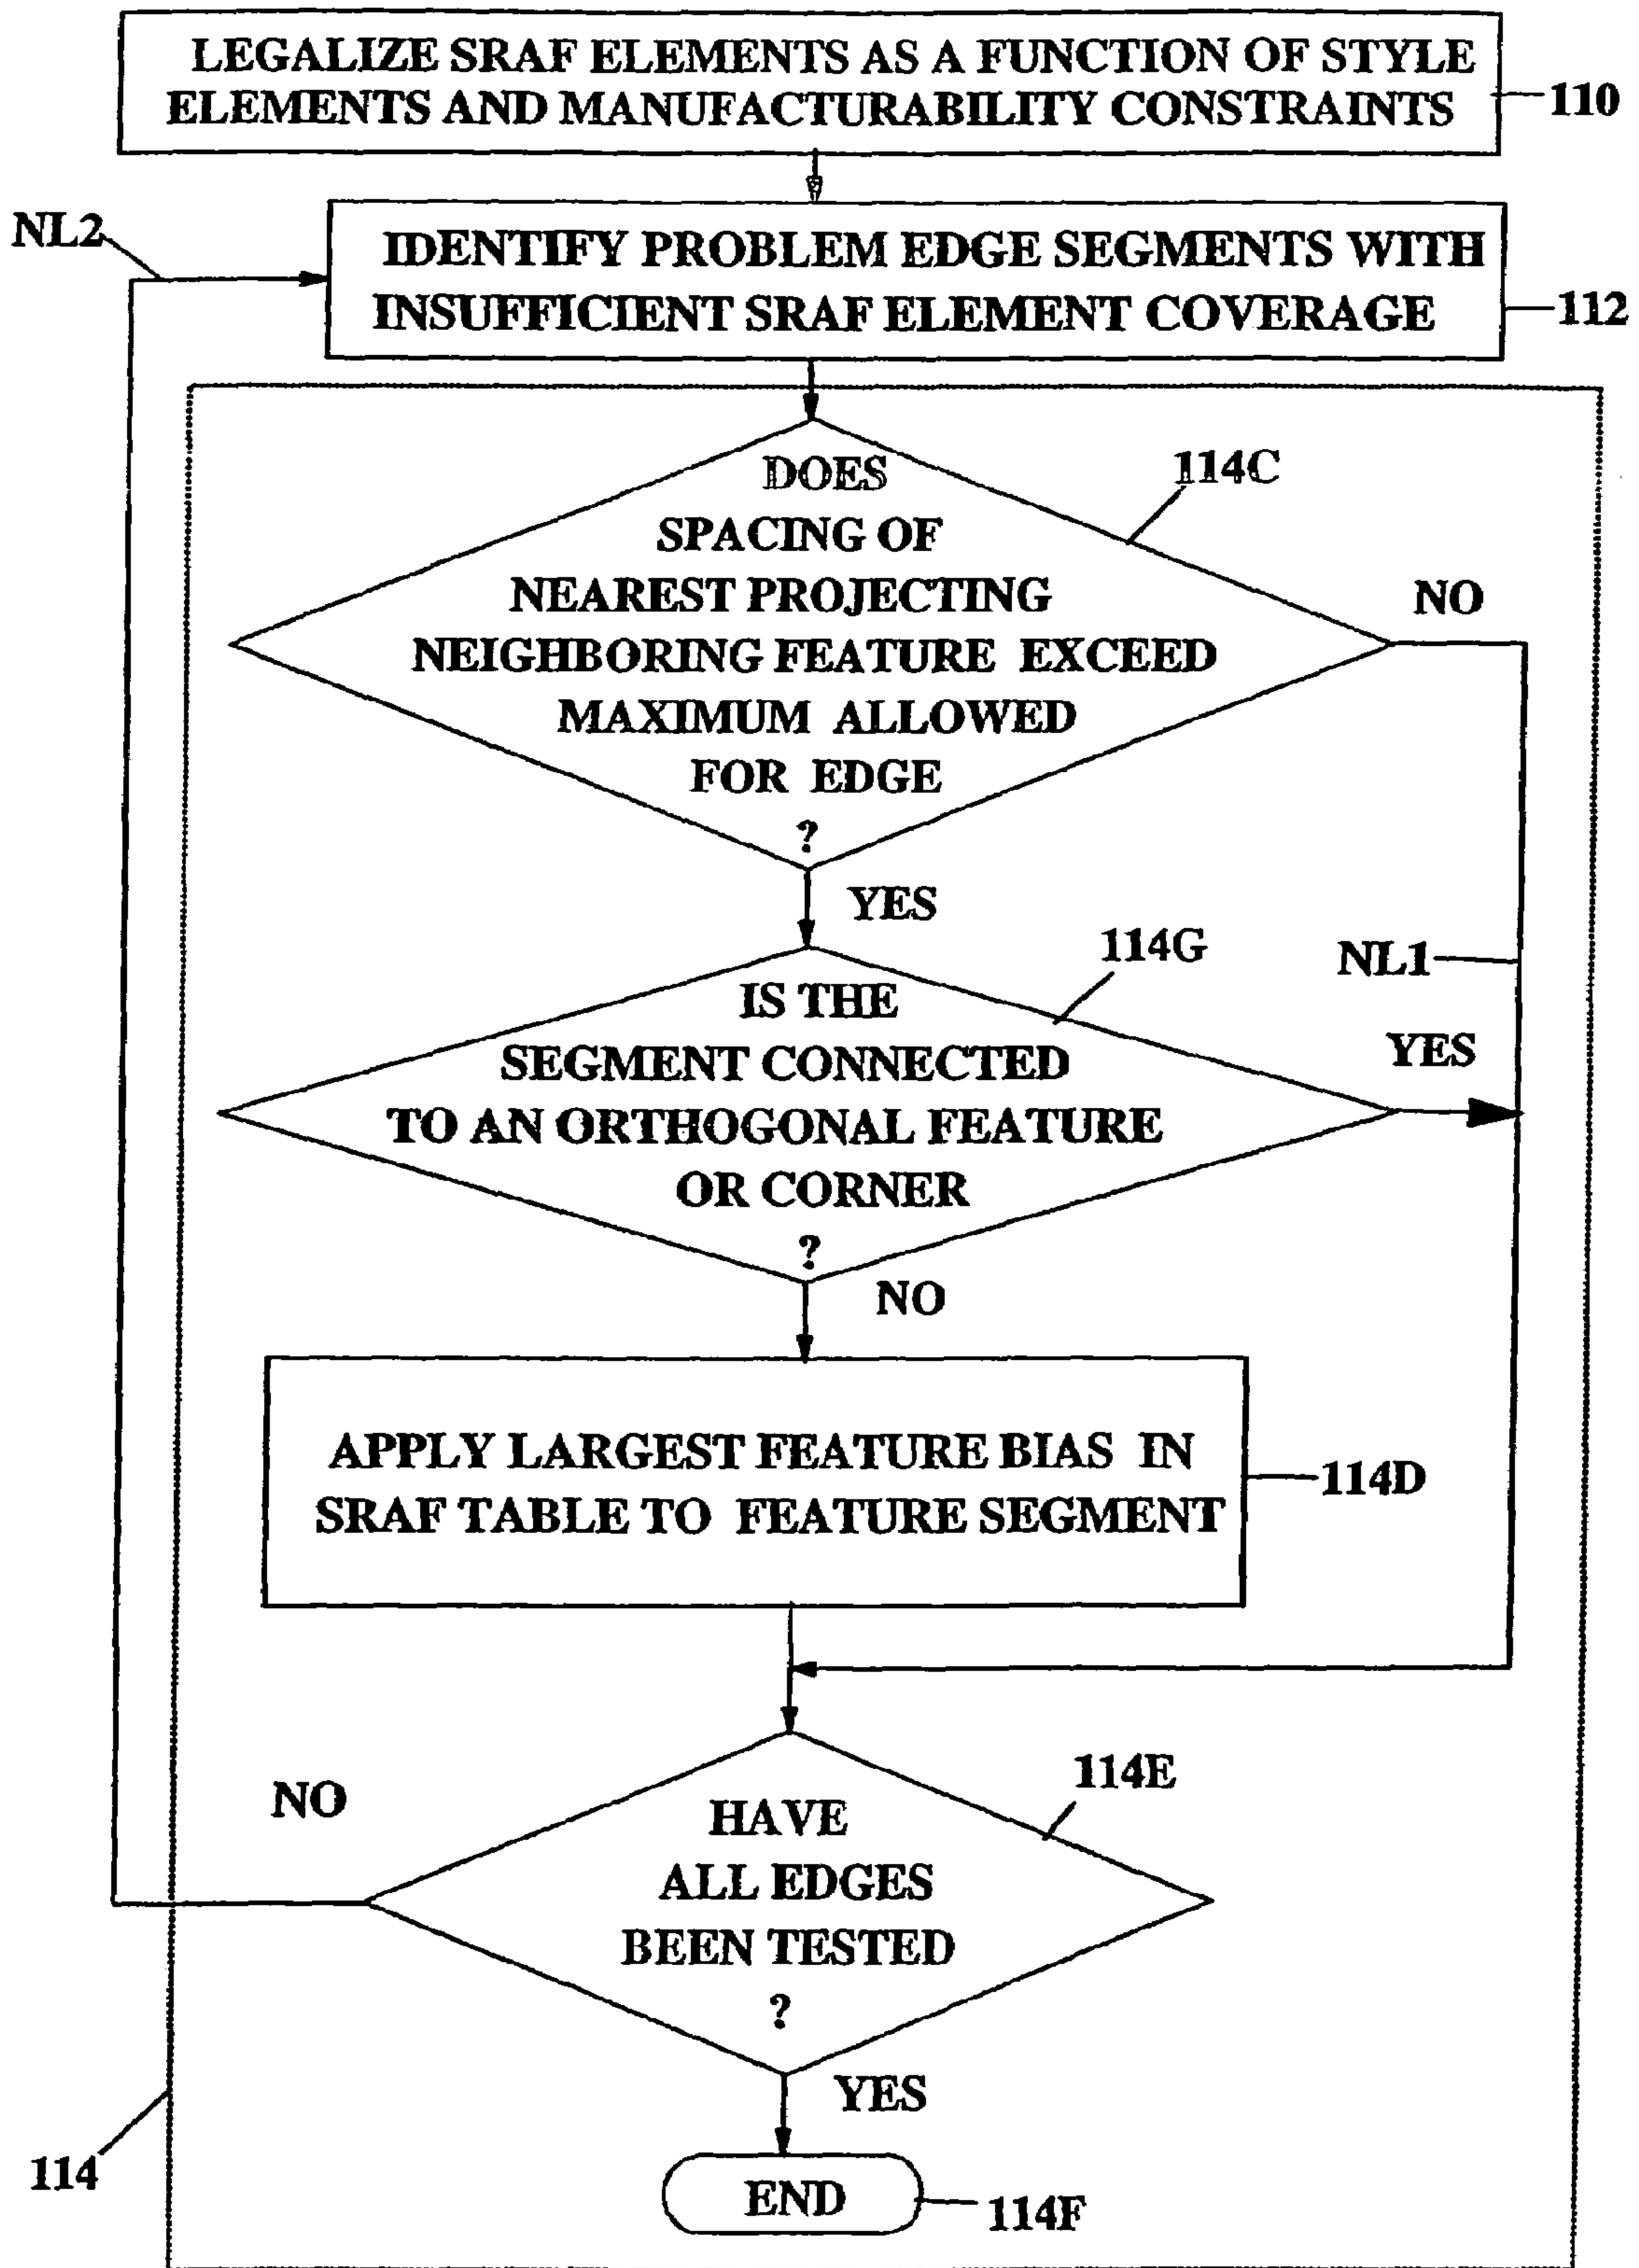 LEGALIZE SRAF ELEMENTS AS A FUNCTION OF STYLE
ELEMENTS AND MANUFACTURABILITY CONSTRAINTS
110
NL2
IDENTIFY PROBLEM EDGE SEGMENTS WITH
INSUFFICIENT SRAF ELEMENT COVERAGE
112
DOES
SPACING OF
NEAREST PROJECTING
NEIGHBORING FEATURE EXCEED
MAXIMUM ALLOWED
FOR EDGE
?
114C
NO
YES
114G
NL1
IS THE
SEGMENT CONNECTED
TO AN ORTHOGONAL FEATURE
OR CORNER
?
YES
NO
APPLY LARGEST FEATURE BIAS IN
SRAF TABLE TO FEATURE SEGMENT
114D
NO
114E
HAVE
ALL EDGES
BEEN TESTED
?
YES
114
END
114F